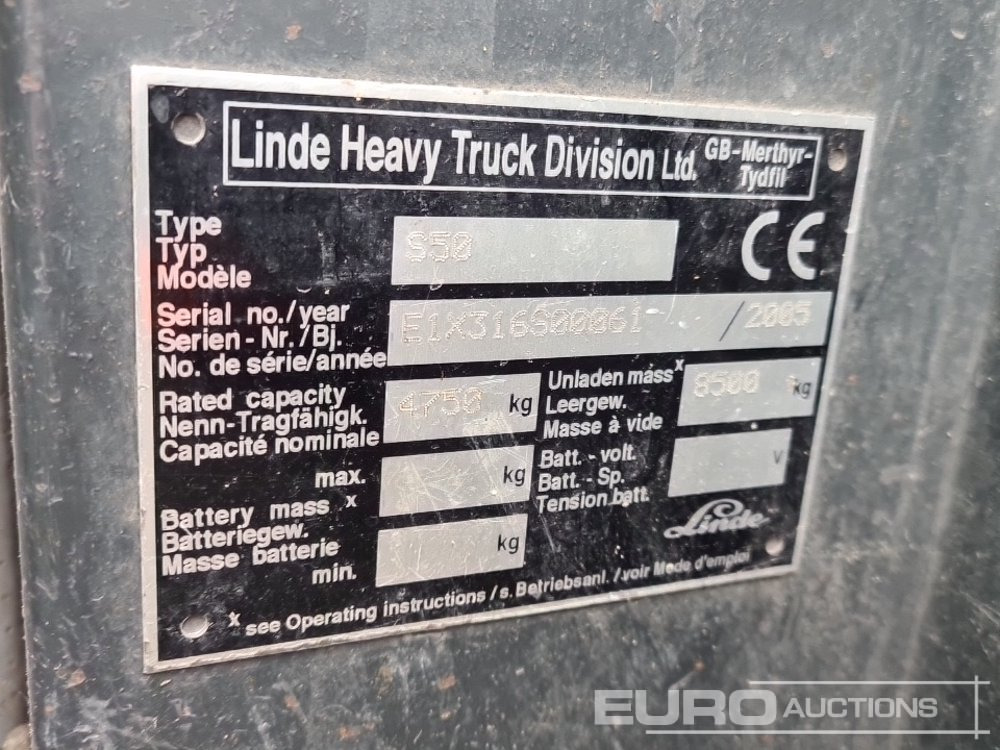 Linde Heavy Truck Division Ltd. GB-Merthyr-Tydfil
Type
Typ
Modèle
S50
CE
Serial no./year
Serien-Nr./Bj.
No. de série/année
E1X316S00061 / 2005
Rated capacity
Nenn-Tragfähigk.
Capacité nominale
4750 kg
Unladen mass x
Leergew.
Masse à vide
8500 kg
max.
kg
Battery mass x
Batteriegew.
Masse batterie
min.
kg
Batt.-volt.
Batt.-Sp.
Tension batt.
V
Linde
x see Operating instructions/s. Betriebsanl./voir Mode d'emploi
EURO AUCTIONS